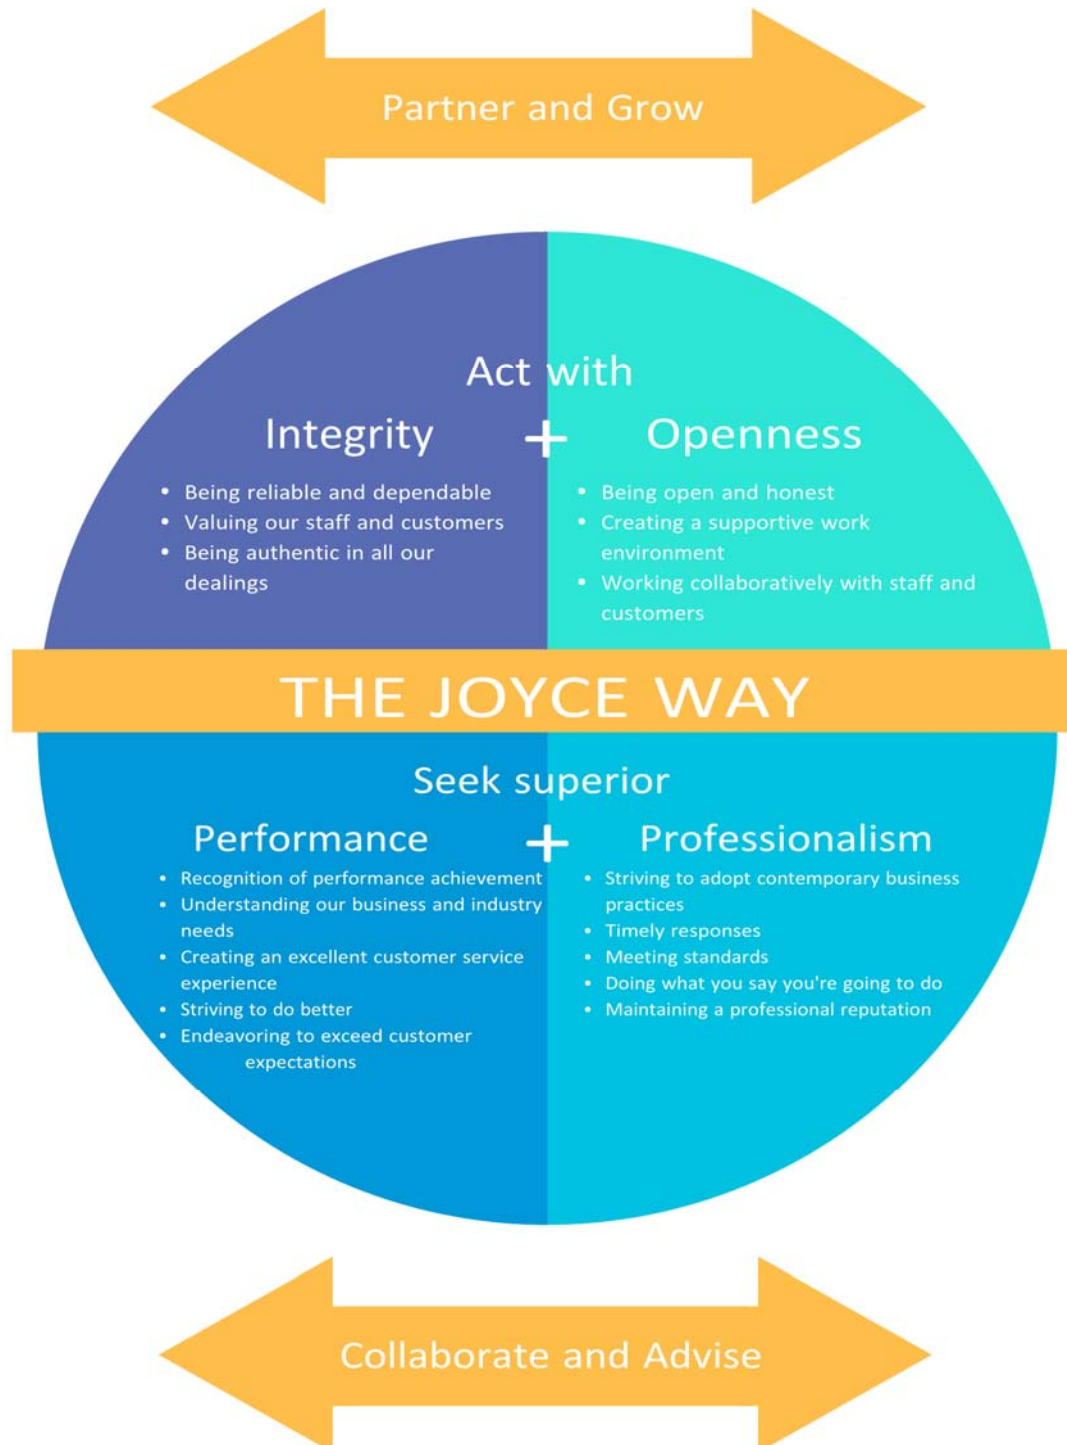 Partner and Grow
Act with
Integrity + Openness
• Being reliable and dependable
• Valuing our staff and customers
• Being authentic in all our
dealings
• Being open and honest
• Creating a supportive work
environment
• Working collaboratively with staff and
customers
THE JOYCE WAY
Seek superior
Performance + Professionalism
• Recognition of performance achievement
• Understanding our business and industry
needs
• Creating an excellent customer service
experience
• Striving to do better
• Endeavoring to exceed customer
expectations
• Striving to adopt contemporary business
practices
• Timely responses
• Meeting standards
• Doing what you say you're going to do
• Maintaining a professional reputation
Collaborate and Advise